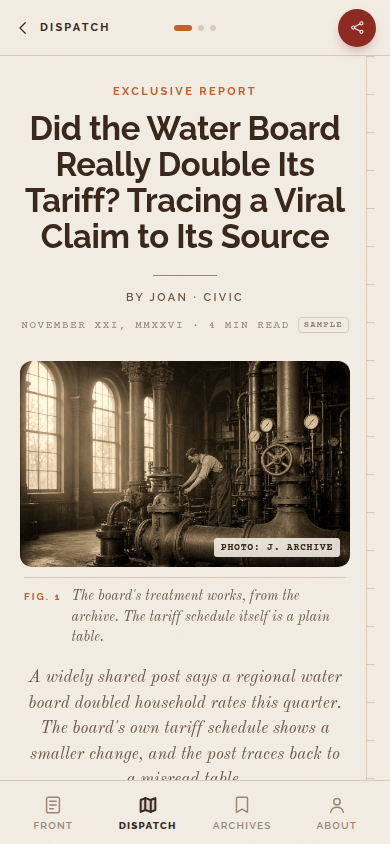 DISPATCH
EXCLUSIVE REPORT
Did the Water Board
Really Double Its
Tariff? Tracing a Viral
Claim to Its Source
BY JOAN · CIVIC
NOVEMBER XXI, MMXXVI · 4 MIN READ SAMPLE
PHOTO: J. ARCHIVE
FIG. 1 The board's treatment works, from the
archive. The tariff schedule itself is a plain
table.
A widely shared post says a regional water
board doubled household rates this quarter.
The board's own tariff schedule shows a
smaller change, and the post traces back to
a misread table.
FRONT DISPATCH ARCHIVES ABOUT